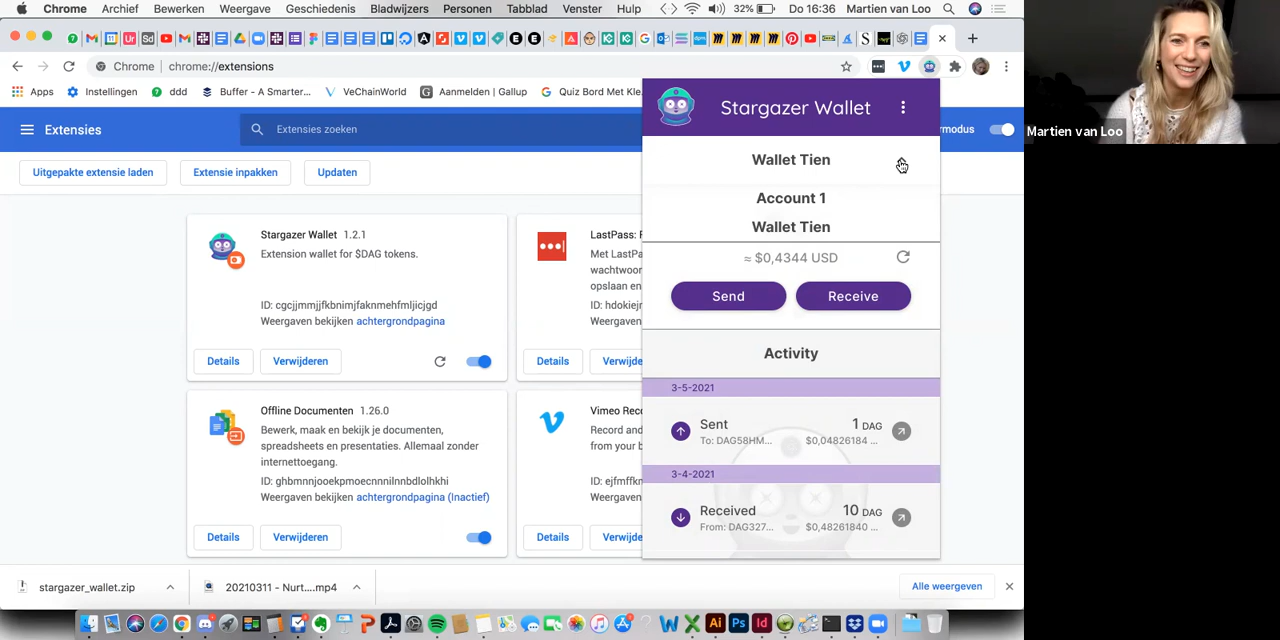 Chrome Archief Bewerken Weergave Geschiedenis Bladwijzers Personen Tabblad Venster Hulp 32% Do 16:36 Martien van Loo
Chrome | chrome://extensions
Apps Instellingen ddd Buffer - A Smarter... VeChainWorld Aanmelden | Gallup Quiz Bord Met Kle...
Extensies Extensies zoeken
Uitgepakte extensie laden Extensie inpakken Updaten
Stargazer Wallet 1.2.1
Extension wallet for $DAG tokens.
ID: cgcjjmmjjfkbnimjfaknmehfmljicjgd
Weergaven bekijken achtergrondpagina
Details Verwijderen
LastPass:
Met LastP
wachtwoo
opslaan en
ID: hdokiejn
Weergaven
Details Verwijde
Offline Documenten 1.26.0
Bewerk, maak en bekijk je documenten,
spreadsheets en presentaties. Allemaal zonder
internettoegang.
ID: ghbmnnjooekpmoecnnnilnnbdlolhkhi
Weergaven bekijken achtergrondpagina (Inactief)
Details Verwijderen
Vimeo Reco
Record and
from your b
ID: ejfmffk
Weergaven
Details Verwijde
Stargazer Wallet
Wallet Tien
Account 1
Wallet Tien
≈ $0,4344 USD
Send Receive
Activity
3-5-2021
Sent 1 DAG
To: DAG58HM... $0,04826184 ...
3-4-2021
Received 10 DAG
From: DAG327... $0,48261840 ...
stargazer_wallet.zip 20210311 - Nurt....mp4 Alle weergeven
Martien van Loo